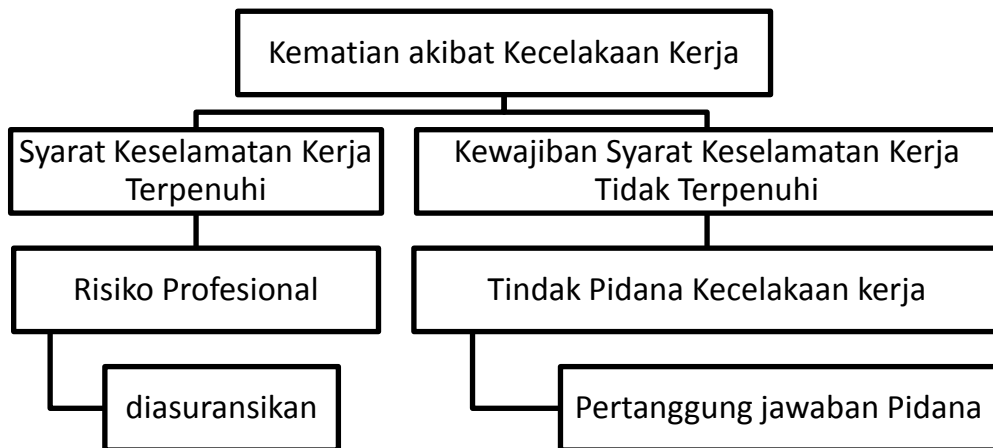 Kematian akibat Kecelakaan Kerja
Syarat Keselamatan Kerja
Terpenuhi
Kewajiban Syarat Keselamatan Kerja
Tidak Terpenuhi
Risiko Profesional
Tindak Pidana Kecelakaan kerja
diasuransikan
Pertanggung jawaban Pidana